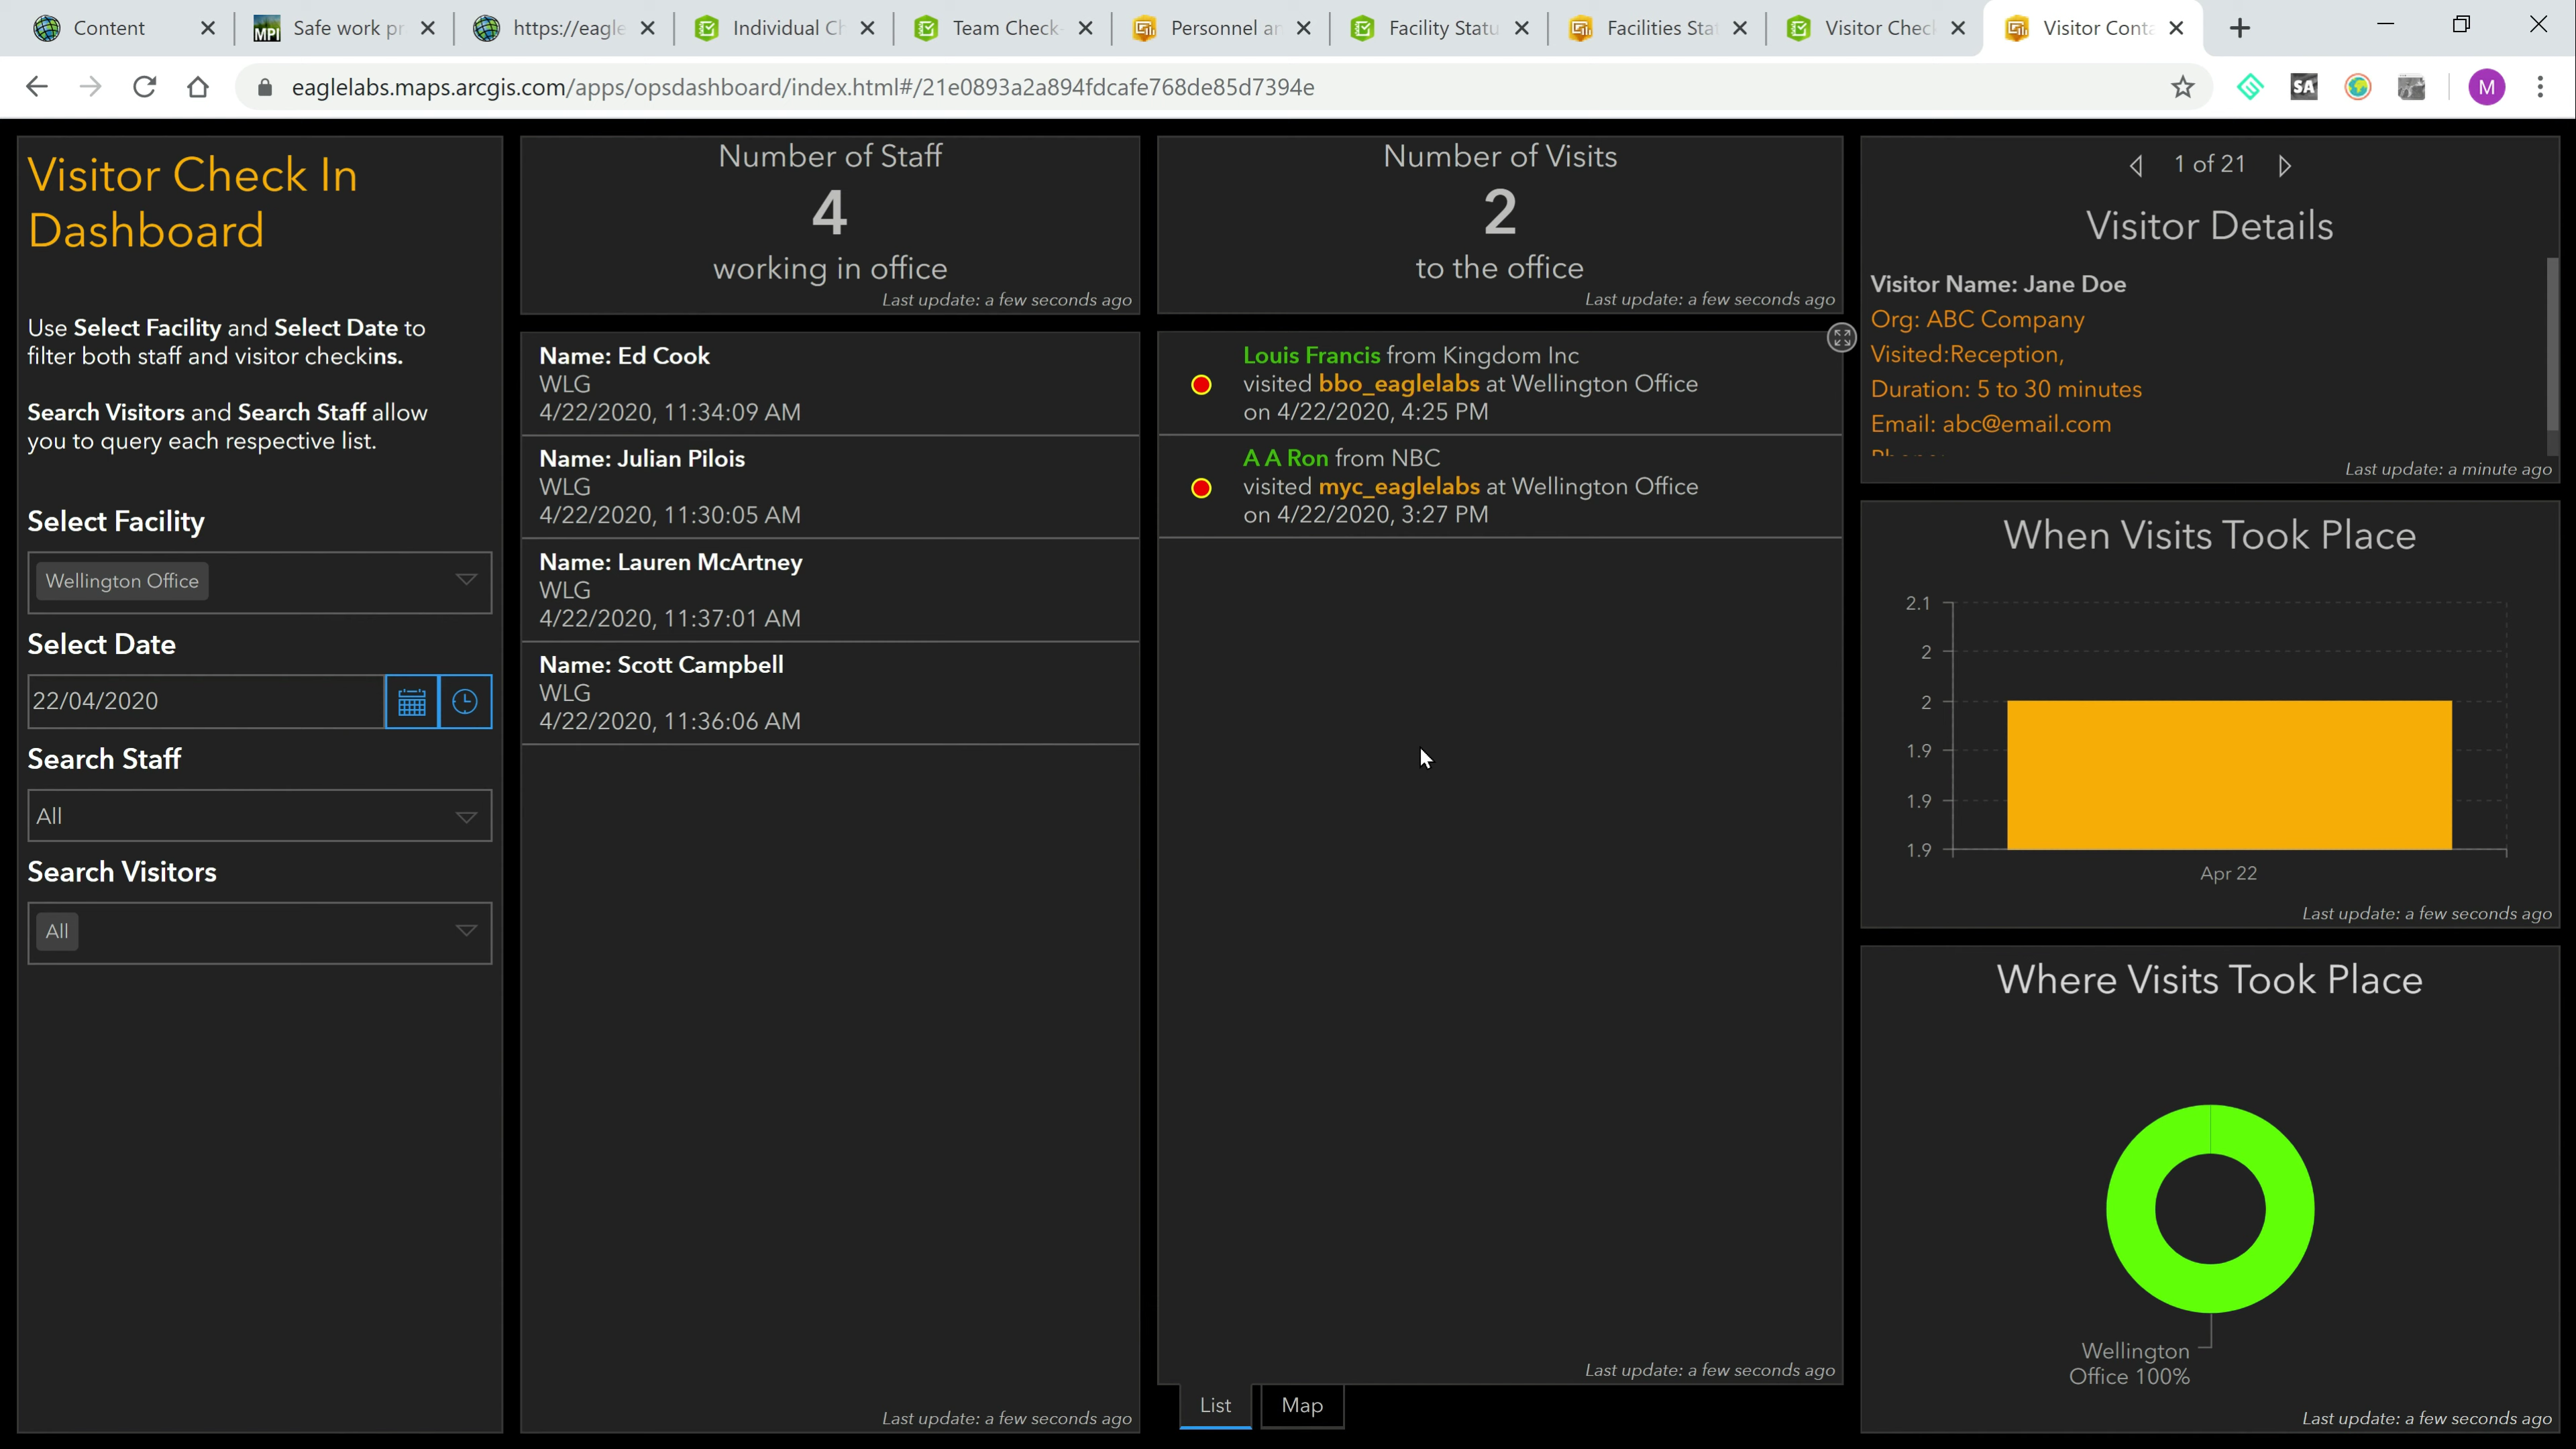 Content
Safe work pr
https://eagle
Individual Ch
Team Check-
Personnel an
Facility Statu
Facilities Stat
Visitor Check
Visitor Conta
eaglelabs.maps.arcgis.com/apps/opsdashboard/index.html#/21e0893a2a894fdcafe768de85d7394e
SA
M
Visitor Check In
Dashboard
Use Select Facility and Select Date to
filter both staff and visitor checkins.
Search Visitors and Search Staff allow
you to query each respective list.
Select Facility
Wellington Office
Select Date
22/04/2020
Search Staff
All
Search Visitors
All
Number of Staff
4
working in office
Last update: a few seconds ago
Name: Ed Cook
WLG
4/22/2020, 11:34:09 AM
Name: Julian Pilois
WLG
4/22/2020, 11:30:05 AM
Name: Lauren McArtney
WLG
4/22/2020, 11:37:01 AM
Name: Scott Campbell
WLG
4/22/2020, 11:36:06 AM
Last update: a few seconds ago
Number of Visits
2
to the office
Last update: a few seconds ago
Louis Francis from Kingdom Inc
visited bbo_eaglelabs at Wellington Office
on 4/22/2020, 4:25 PM
A A Ron from NBC
visited myc_eaglelabs at Wellington Office
on 4/22/2020, 3:27 PM
Last update: a few seconds ago
List
Map
1 of 21
Visitor Details
Visitor Name: Jane Doe
Org: ABC Company
Visited:Reception,
Duration: 5 to 30 minutes
Email: abc@email.com
Last update: a minute ago
When Visits Took Place
2.1
2
2
1.9
1.9
1.9
Apr 22
Last update: a few seconds ago
Where Visits Took Place
Wellington
Office 100%
Last update: a few seconds ago